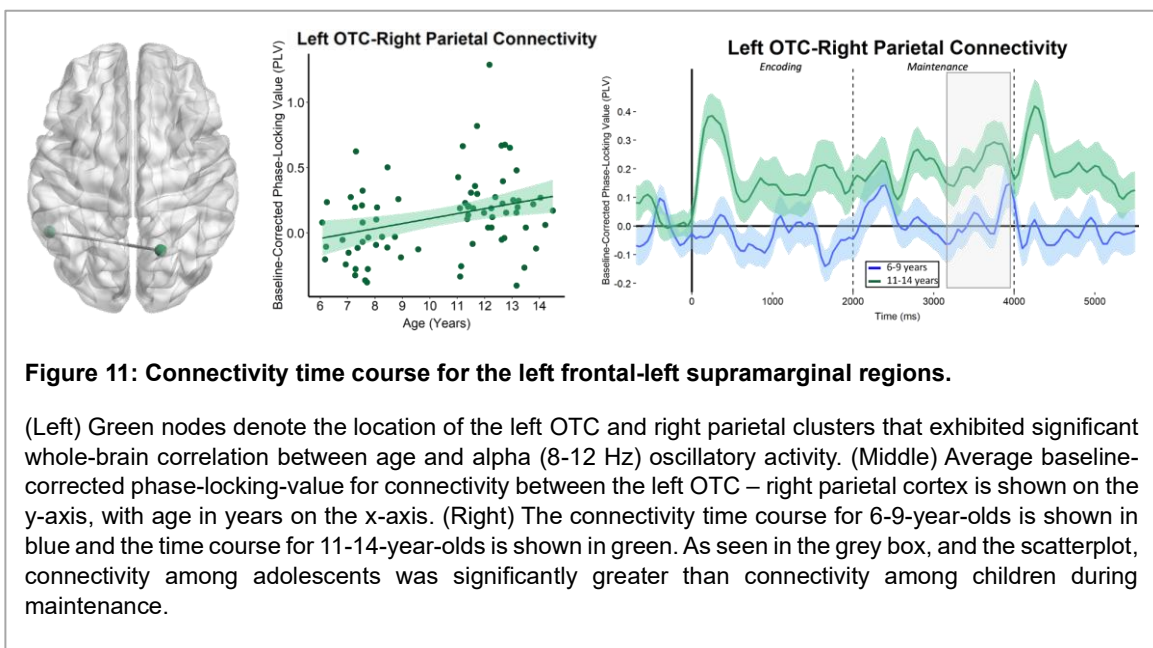 Left OTC-Right Parietal Connectivity
Baseline-Corrected Phase-Locking Value (PLV)
1.0
0.5
0.0
6 7 8 9 10 11 12 13 14
Age (Years)
Left OTC-Right Parietal Connectivity
Encoding Maintenance
Baseline-Corrected Phase-Locking Value (PLV)
0.4
0.3
0.2
0.1
0.0
-0.1
-0.2
6-9 years
11-14 years
0 1000 2000 3000 4000 5000
Time (ms)
Figure 11: Connectivity time course for the left frontal-left supramarginal regions.
(Left) Green nodes denote the location of the left OTC and right parietal clusters that exhibited significant
whole-brain correlation between age and alpha (8-12 Hz) oscillatory activity. (Middle) Average baseline-
corrected phase-locking-value for connectivity between the left OTC – right parietal cortex is shown on the
y-axis, with age in years on the x-axis. (Right) The connectivity time course for 6-9-year-olds is shown in
blue and the time course for 11-14-year-olds is shown in green. As seen in the grey box, and the scatterplot,
connectivity among adolescents was significantly greater than connectivity among children during
maintenance.